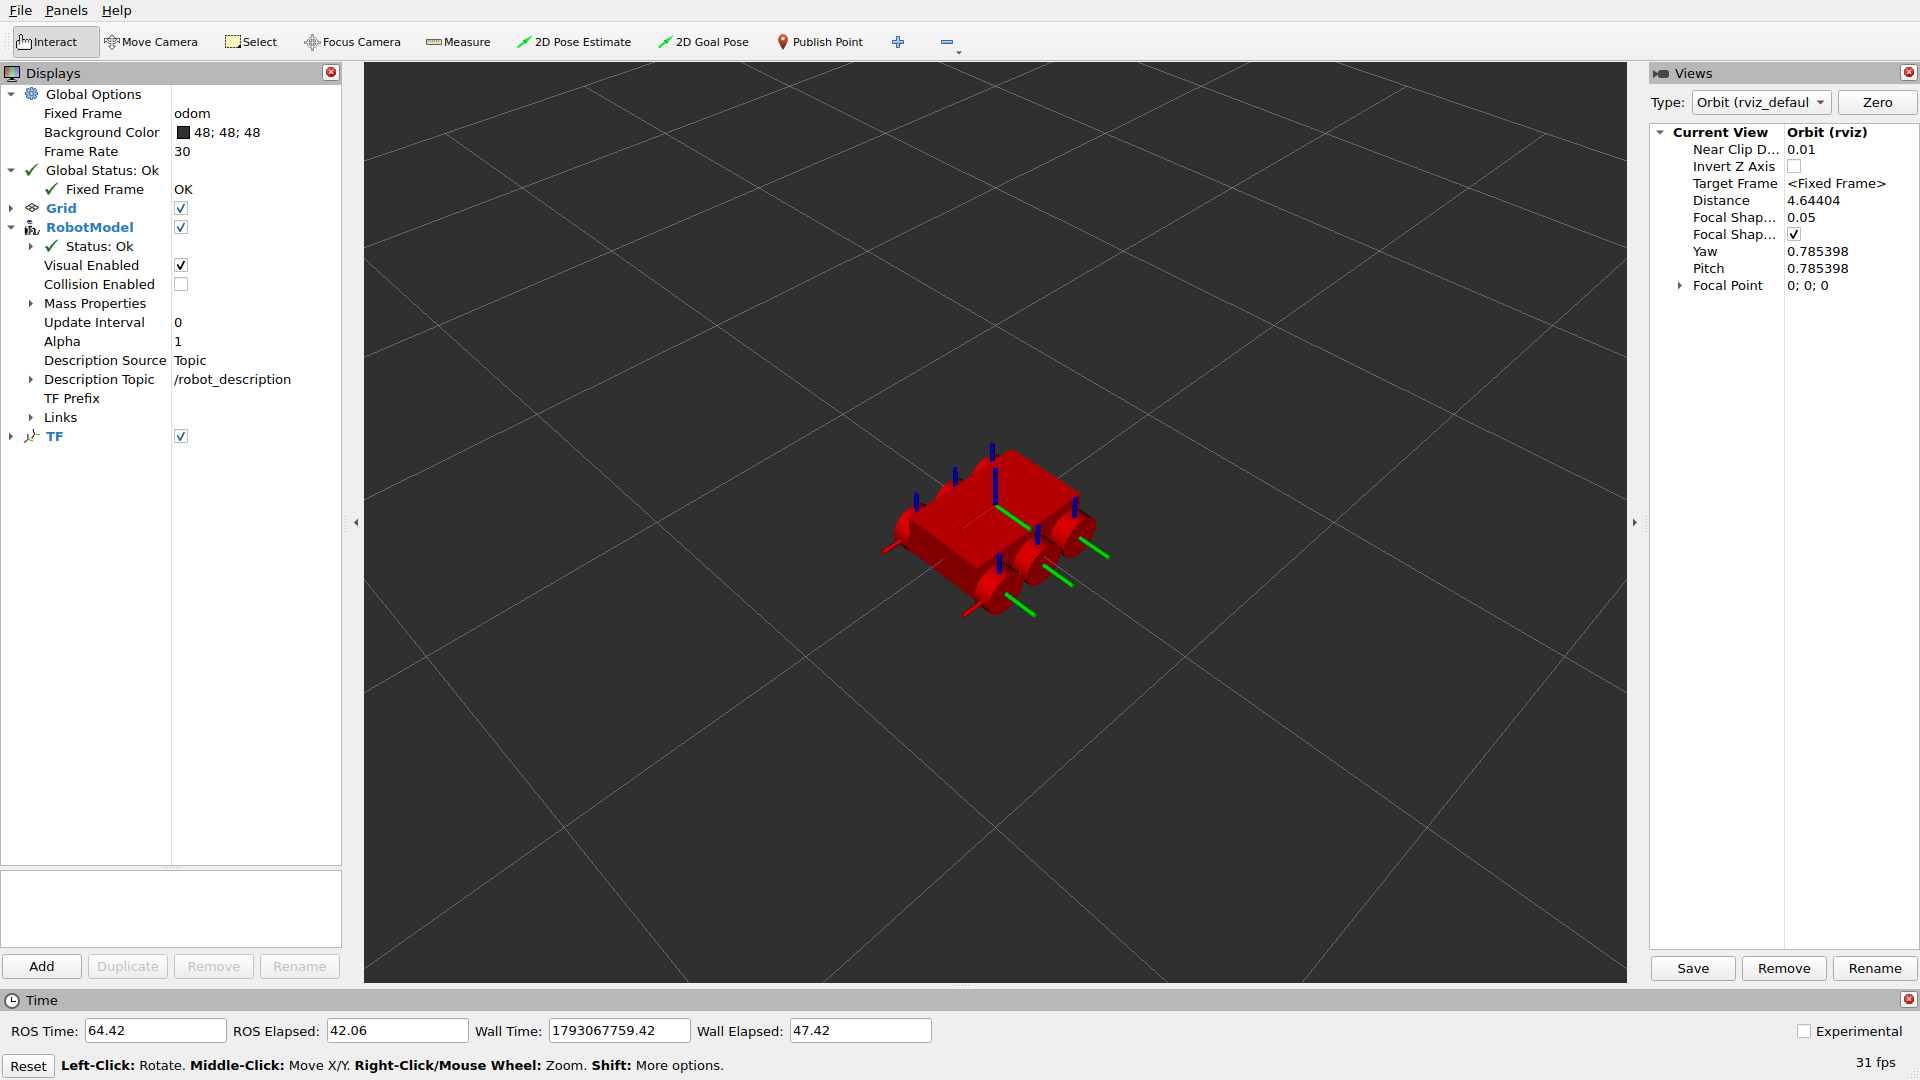 File Panels Help
Interact Move Camera Select Focus Camera Measure 2D Pose Estimate 2D Goal Pose Publish Point
Displays
Global Options
Fixed Frame odom
Background Color 48; 48; 48
Frame Rate 30
Global Status: Ok
Fixed Frame OK
Grid
RobotModel
Status: Ok
Visual Enabled
Collision Enabled
Mass Properties
Update Interval 0
Alpha 1
Description Source Topic
Description Topic /robot_description
TF Prefix
Links
TF
Add Duplicate Remove Rename
Views
Type: Orbit (rviz_defaul Zero
Current View Orbit (rviz)
Near Clip D... 0.01
Invert Z Axis
Target Frame <Fixed Frame>
Distance 4.64404
Focal Shap... 0.05
Focal Shap...
Yaw 0.785398
Pitch 0.785398
Focal Point 0; 0; 0
Save Remove Rename
Time
ROS Time: 64.42 ROS Elapsed: 42.06 Wall Time: 1793067759.42 Wall Elapsed: 47.42 Experimental
Reset Left-Click: Rotate. Middle-Click: Move X/Y. Right-Click/Mouse Wheel: Zoom. Shift: More options. 31 fps